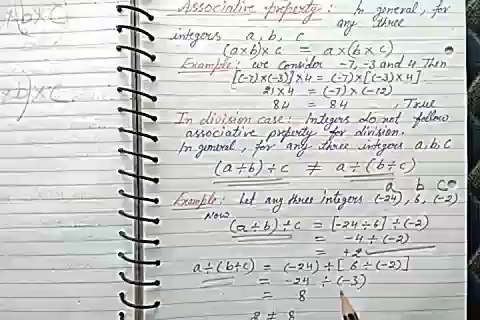 Ab)×C
Associative property : In general, for
any three
integers a, b, c
(a×b)×c = a×(b×c)
Example: we consider -7, -3 and 4 Then
[(-7)×(-3)]×4 = (-7)×[(-3)×4]
21×4 = (-7)×(-12)
84 = 84 , True
×b)×C
In division case: Integers do not follow
associative property for division.
In general, for any three integers a, b, c
(a÷b)÷c ≠ a÷(b÷c)
a b c
Example: Let any three integers (-24), 6, (-2)
Now
(a÷b)÷c = [-24÷6]÷(-2)
= -4÷(-2)
= +2
a÷(b÷c) = (-24)÷[6÷(-2)]
= -24 ÷(-3)
= 8
2 ≠ 8